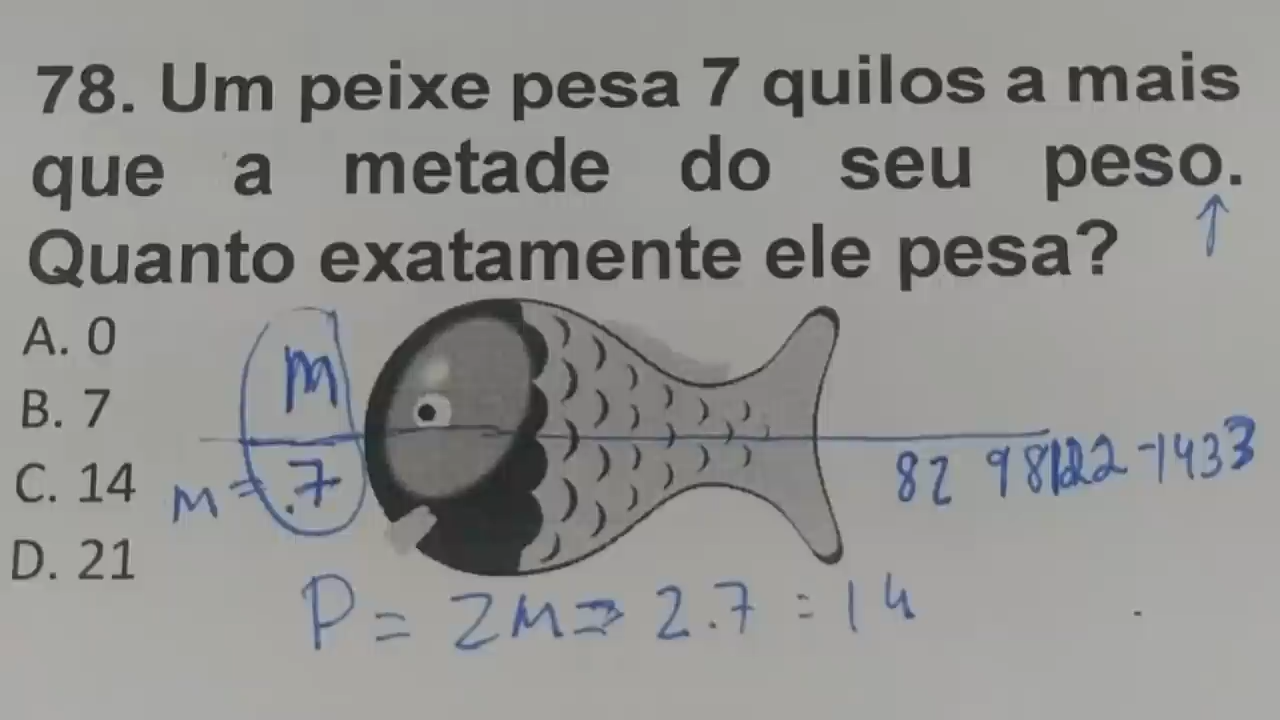 78. Um peixe pesa 7 quilos a mais
que a metade do seu peso.
Quanto exatamente ele pesa?
A. 0
B. 7
C. 14
D. 21
m
m = .7
82 98122-1433
P = 2m => 2.7 = 14